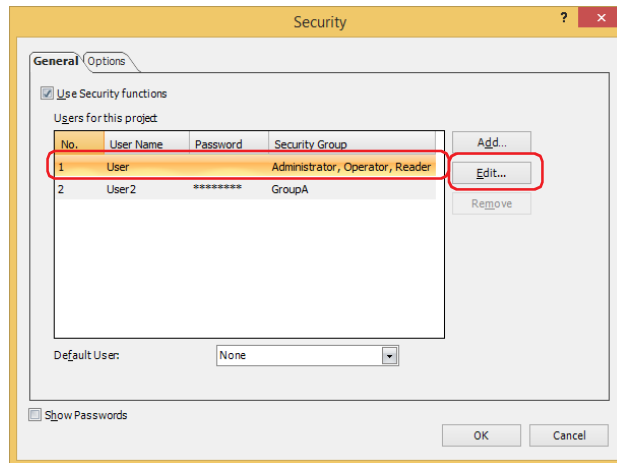 Security
? ×
General Options
Use Security functions
Users for this project
No. User Name Password Security Group
1 User Administrator, Operator, Reader
2 User2 ******** GroupA
Add...
Edit...
Remove
Default User: None
Show Passwords
OK Cancel